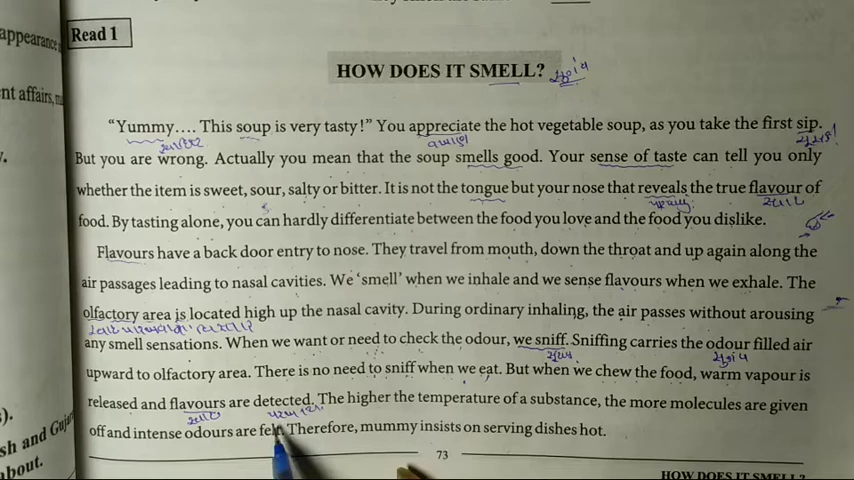 appearance
Read 1
nt affairs,
HOW DOES IT SMELL?
સુગંધ
"Yummy.... This soup is very tasty!" You appreciate the hot vegetable soup, as you take the first sip.
But you are wrong. Actually you mean that the soup smells good. Your sense of taste can tell you only
whether the item is sweet, sour, salty or bitter. It is not the tongue but your nose that reveals the true flavour of
food. By tasting alone, you can hardly differentiate between the food you love and the food you dislike.
Flavours have a back door entry to nose. They travel from mouth, down the throat and up again along the
air passages leading to nasal cavities. We 'smell' when we inhale and we sense flavours when we exhale. The
olfactory area is located high up the nasal cavity. During ordinary inhaling, the air passes without arousing
any smell sensations. When we want or need to check the odour, we sniff. Sniffing carries the odour filled air
સુગંધ
upward to olfactory area. There is no need to sniff when we eat. But when we chew the food, warm vapour is
released and flavours are detected. The higher the temperature of a substance, the more molecules are given
off and intense odours are felt. Therefore, mummy insists on serving dishes hot.
s).
sh and Guja
about.
73
HOW DOES IT SMELL?